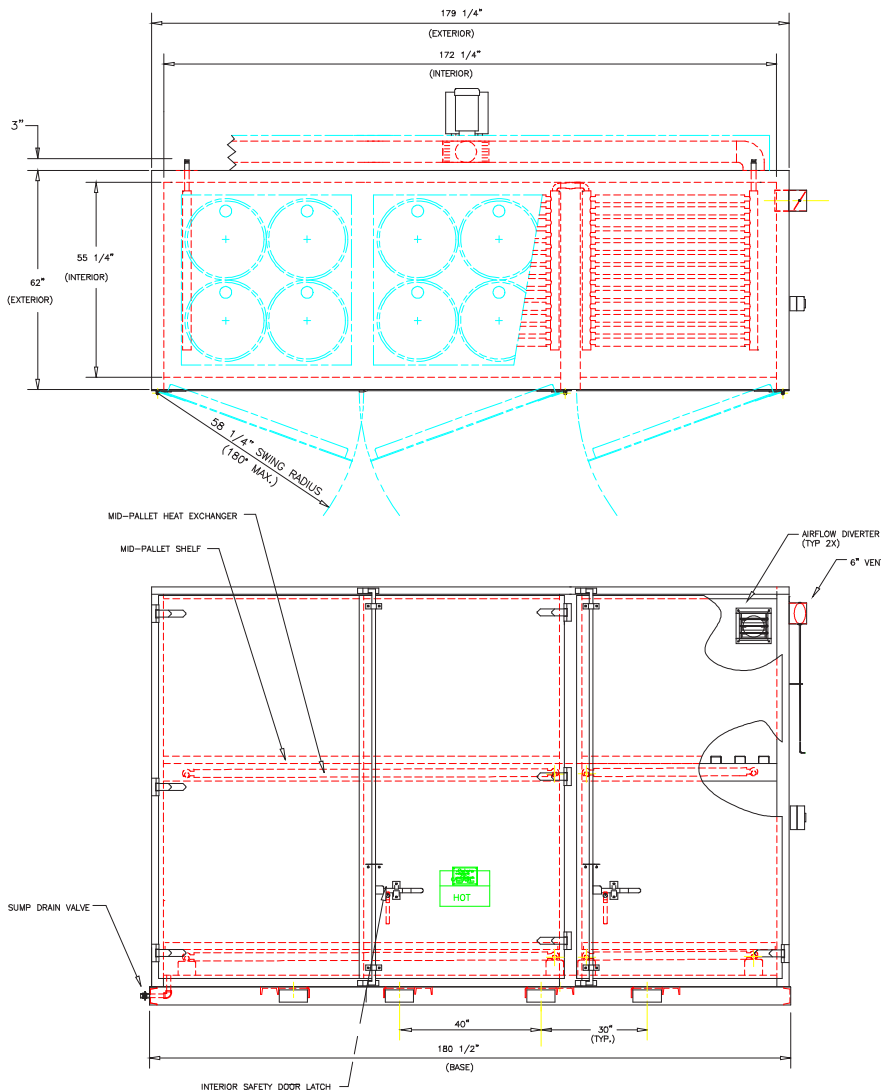 179 1/4"
(EXTERIOR)
172 1/4"
(INTERIOR)
3"
55 1/4"
(INTERIOR)
62"
(EXTERIOR)
58 1/4" SWING RADIUS
(180° MAX.)
MID-PALLET HEAT EXCHANGER
MID-PALLET SHELF
AIRFLOW DIVERTER
(TYP 2X)
6" VEN
HOT
SUMP DRAIN VALVE
40"
30"
(TYP.)
180 1/2"
(BASE)
INTERIOR SAFETY DOOR LATCH